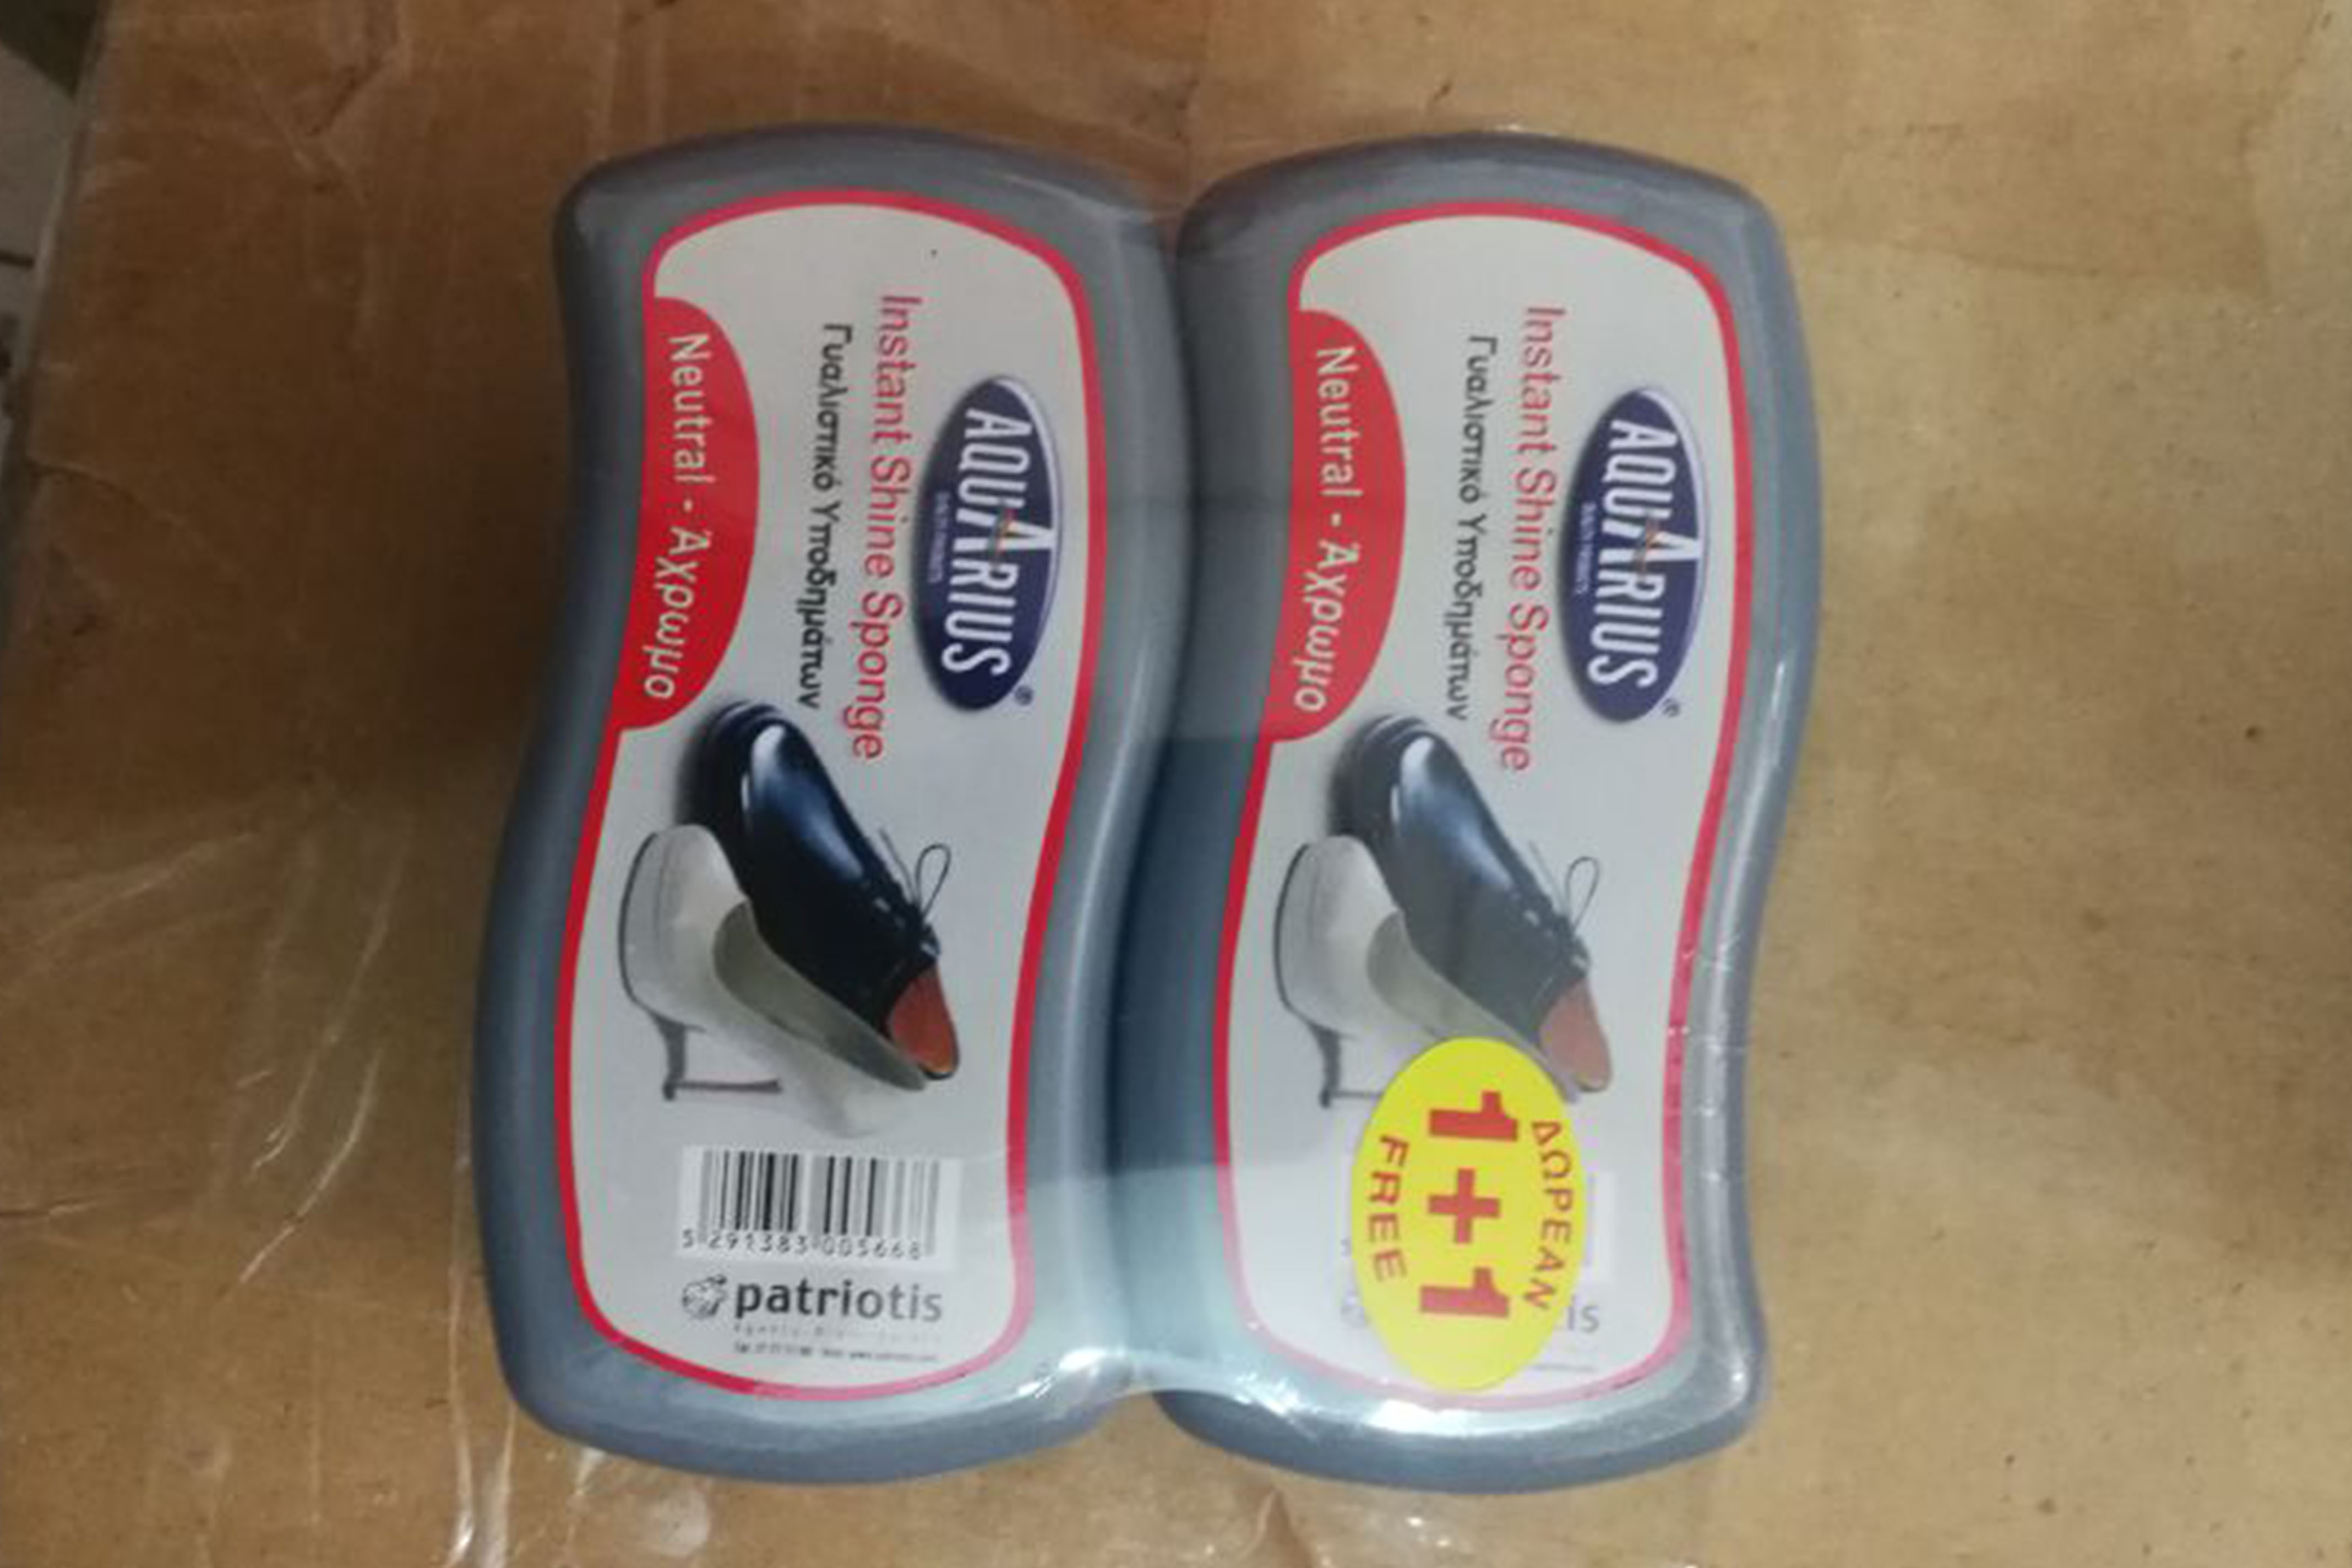 AQUARIUS
Instant Shine Sponge
Γυαλιστικό Υποδημάτων
Neutral - Άχρωμο
5 291383 005668
patriotis
AQUARIUS
Instant Shine Sponge
Γυαλιστικό Υποδημάτων
Neutral - Άχρωμο
ΔΩΡΕΑΝ
1+1
FREE
is